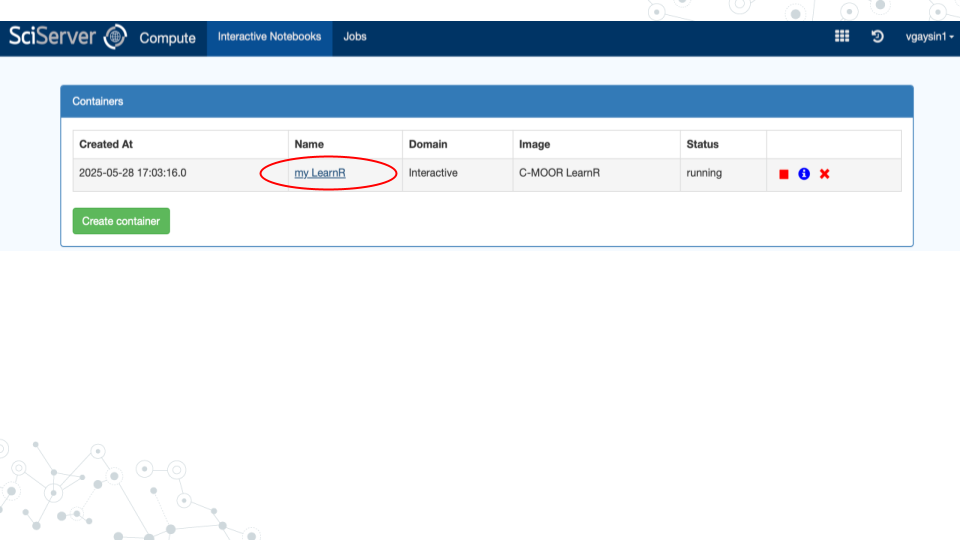 SciServer Compute Interactive Notebooks Jobs vgaysin1
Containers
Created At Name Domain Image Status
2025-05-28 17:03:16.0 my LearnR Interactive C-MOOR LearnR running
Create container